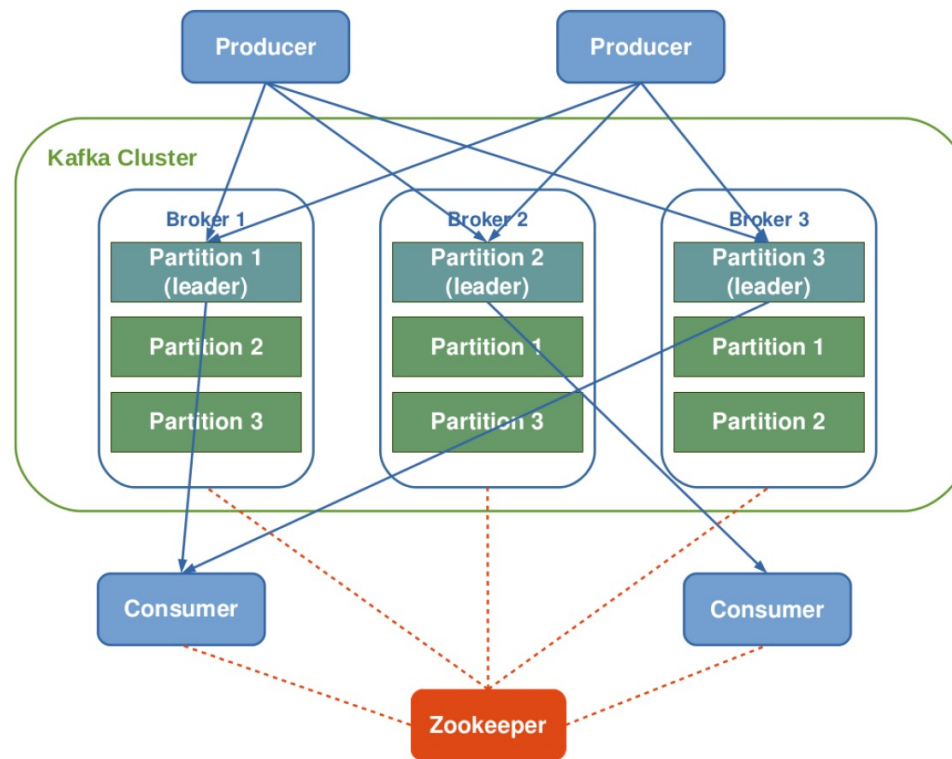 Producer
Producer
Kafka Cluster
Broker 1
Partition 1
(leader)
Partition 2
Partition 3
Broker 2
Partition 2
(leader)
Partition 1
Partition 3
Broker 3
Partition 3
(leader)
Partition 1
Partition 2
Consumer
Consumer
Zookeeper